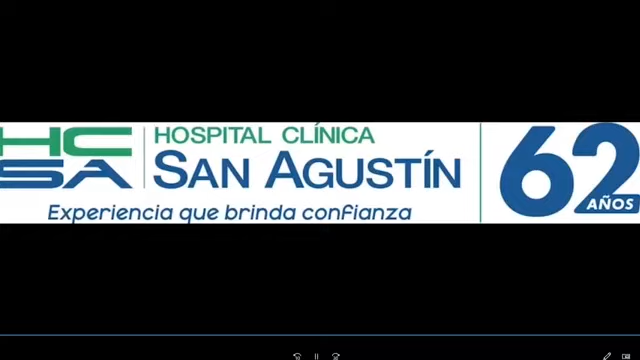 HC
SA
HOSPITAL CLÍNICA
SAN AGUSTÍN
Experiencia que brinda confianza
62
AÑOS